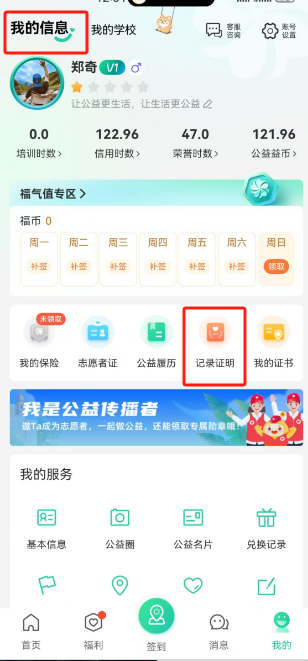 我的信息
我的学校
客服咨询
账号设置
郑奇 V1
让公益更生活，让生活更公益
0.0 122.96 47.0 121.96
培训时数› 信用时数› 荣誉时数› 公益益币›
福气值专区
福币 0
周一 周二 周三 周四 周五 周六 周日
补签 补签 补签 补签 补签 补签 领取
未领取
我的保险 志愿者证 公益履历 记录证明 我的证书
我是公益传播者
邀Ta成为志愿者，一起做公益，还能领取专属勋章哦！
我的服务
基本信息 公益圈 公益名片 兑换记录
首页 福利 签到 消息 我的